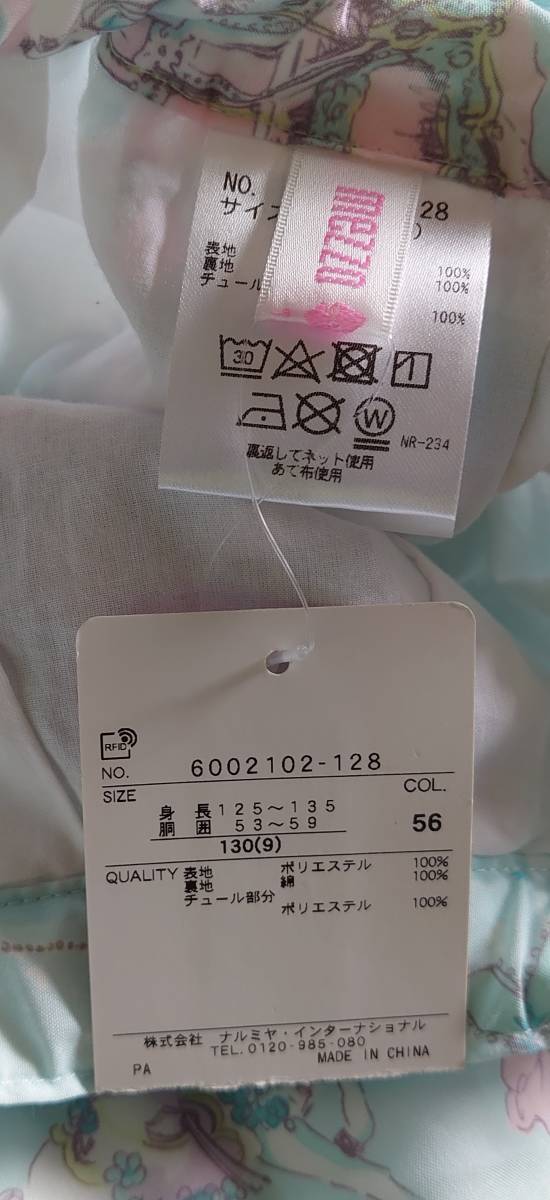 NO.
サイズ
28
)
mezzo
表地 100%
裏地 100%
チュール
100%
30
W
NR-234
裏返してネット使用
あて布使用
RFID
NO. 6002102-128
SIZE
COL.
身 長 125～135
胴 囲 53～59
56
130(9)
QUALITY 表地 ポリエステル 100%
裏地 綿 100%
チュール部分
ポリエステル 100%
株式会社 ナルミヤ・インターナショナル
TEL.0120-985-080
PA
MADE IN CHINA